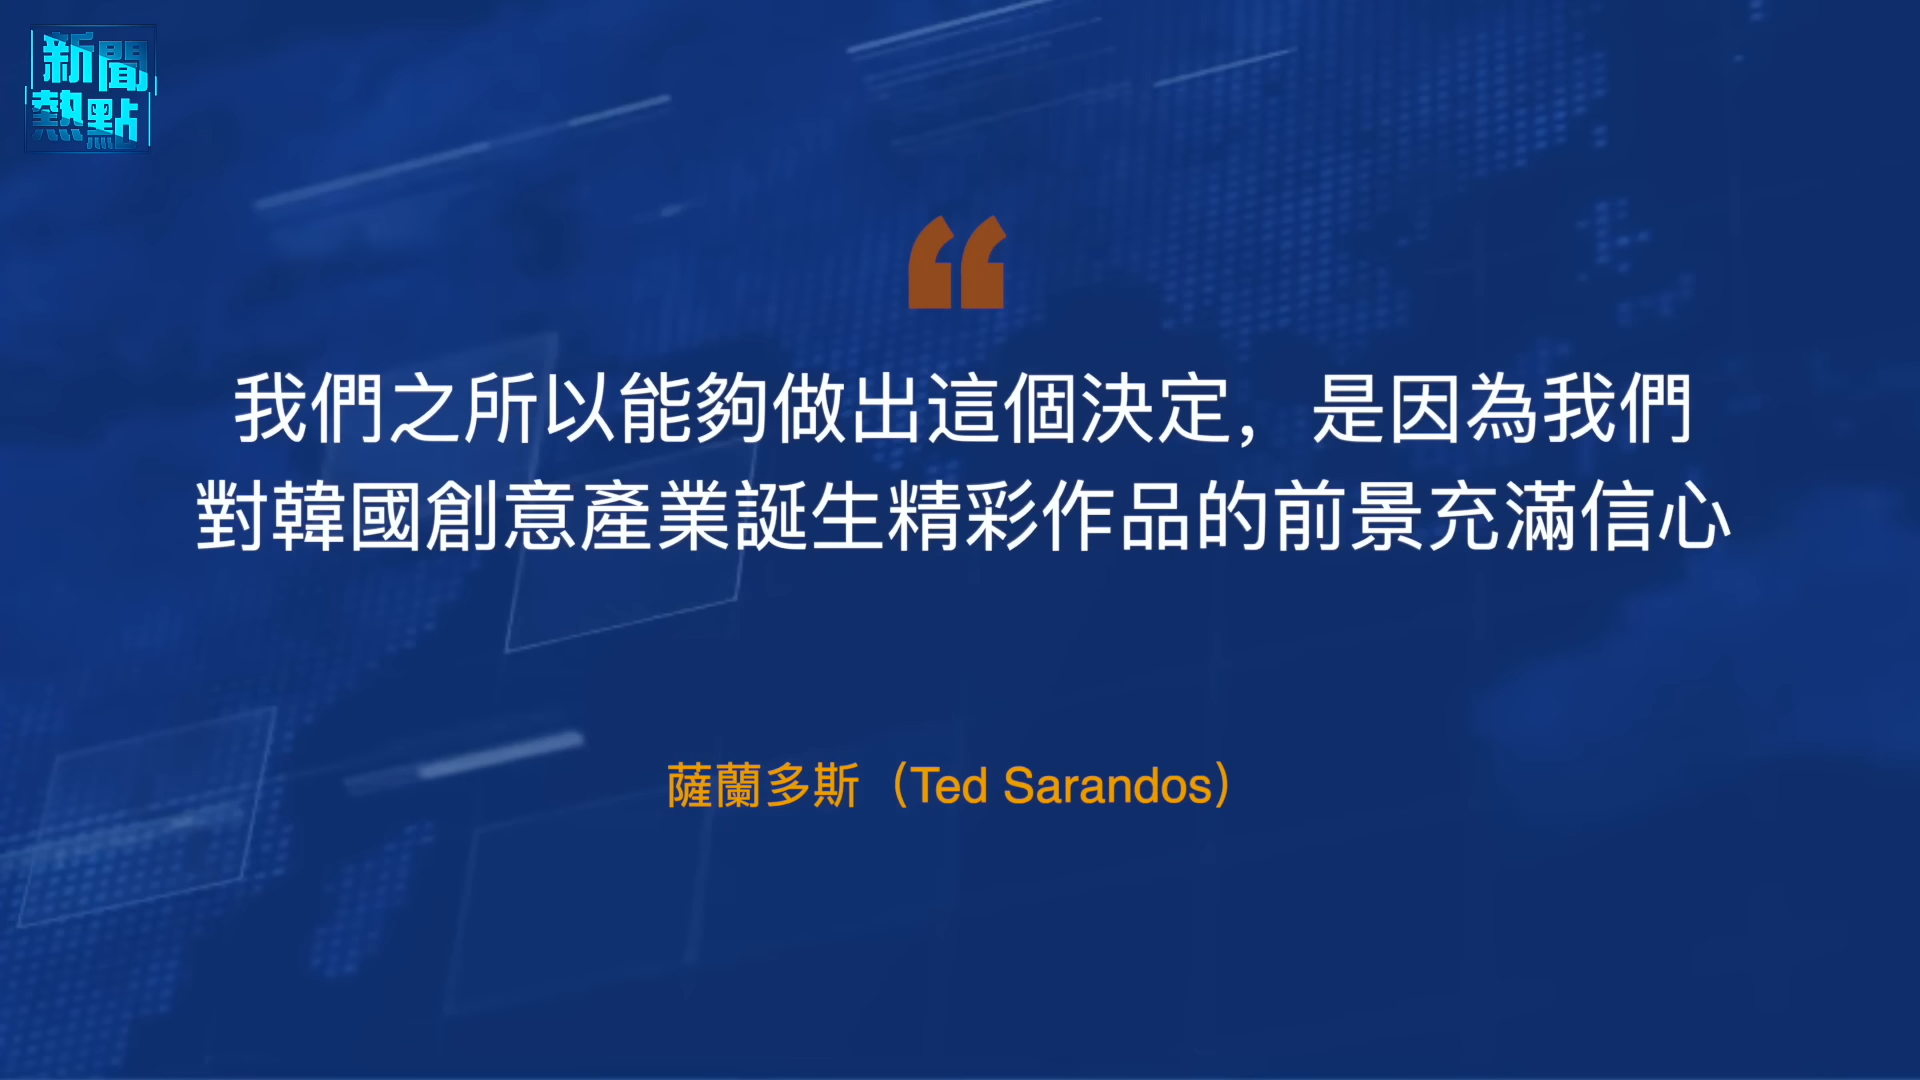 新聞
熱點
我們之所以能夠做出這個決定，是因為我們
對韓國創意產業誕生精彩作品的前景充滿信心
薩蘭多斯（Ted Sarandos）